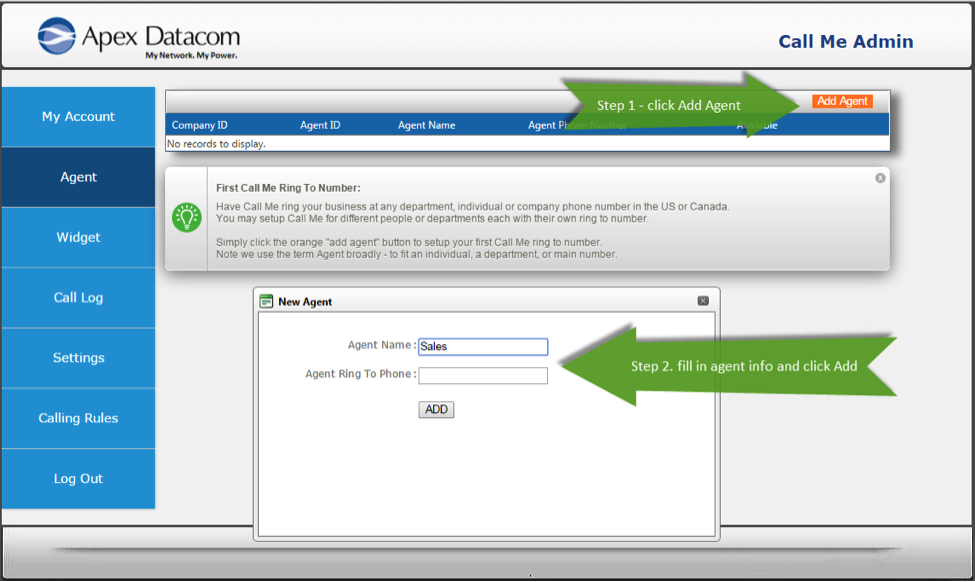 Apex Datacom
My Network. My Power.
Call Me Admin
My Account
Agent
Widget
Call Log
Settings
Calling Rules
Log Out
Step 1 - click Add Agent
Add Agent
Company ID Agent ID Agent Name Agent Phone Number Available
No records to display.
First Call Me Ring To Number:
Have Call Me ring your business at any department, individual or company phone number in the US or Canada.
You may setup Call Me for different people or departments each with their own ring to number.
Simply click the orange "add agent" button to setup your first Call Me ring to number.
Note we use the term Agent broadly - to fit an individual, a department, or main number.
New Agent
Agent Name : Sales
Agent Ring To Phone :
ADD
Step 2. fill in agent info and click Add